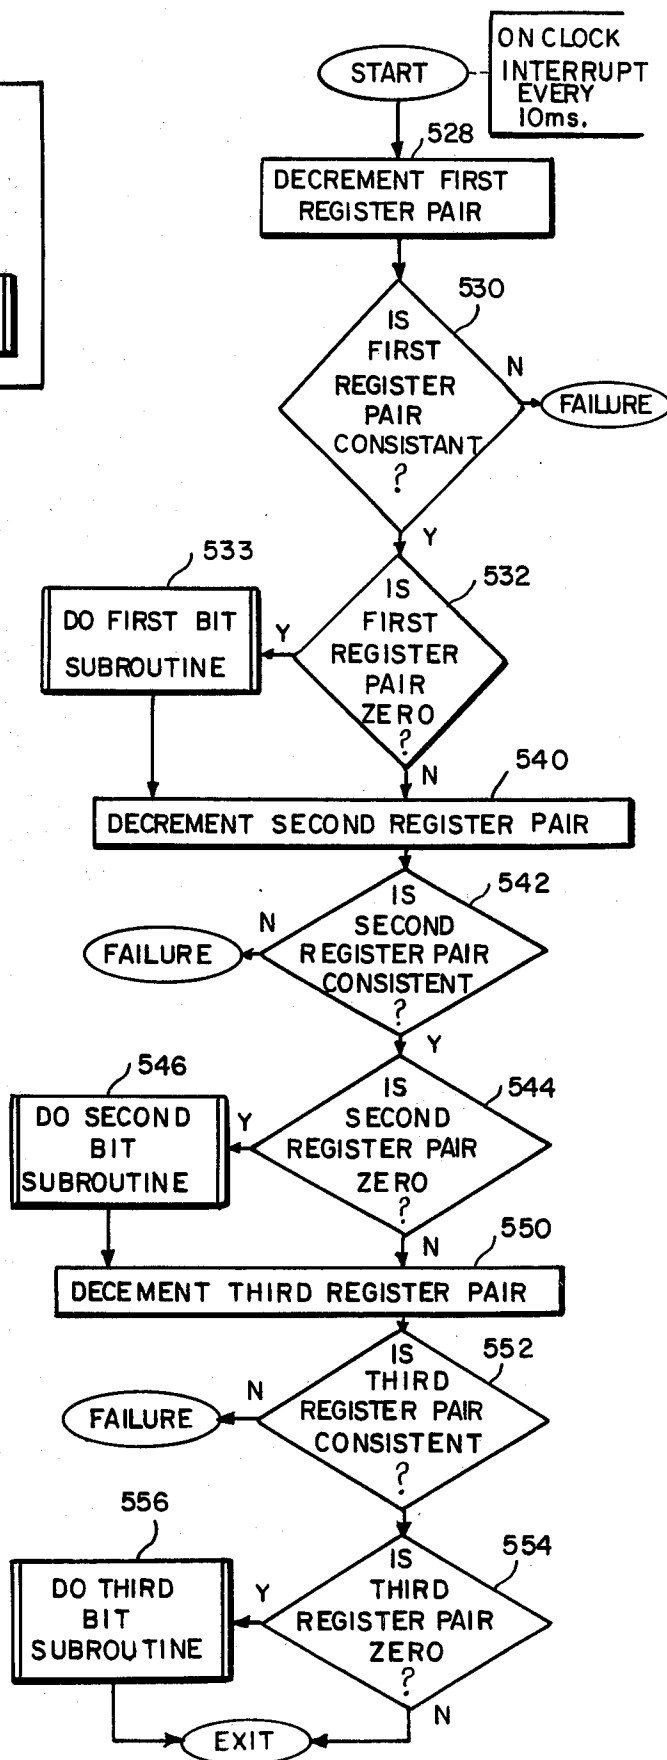 START
ON CLOCK
INTERRUPT
EVERY
10ms.
528
DECREMENT FIRST
REGISTER PAIR
530
IS
FIRST
REGISTER
PAIR
CONSISTANT
?
N
FAILURE
Y
533
DO FIRST BIT
SUBROUTINE
Y
532
IS
FIRST
REGISTER
PAIR
ZERO
?
N
540
DECREMENT SECOND REGISTER PAIR
542
IS
SECOND
REGISTER PAIR
CONSISTENT
?
N
FAILURE
Y
546
DO SECOND
BIT
SUBROUTINE
Y
544
IS
SECOND
REGISTER PAIR
ZERO
?
N
550
DECEMENT THIRD REGISTER PAIR
552
IS
THIRD
REGISTER PAIR
CONSISTENT
?
N
FAILURE
556
DO THIRD
BIT
SUBROUTINE
Y
554
IS
THIRD
REGISTER PAIR
ZERO
?
N
EXIT